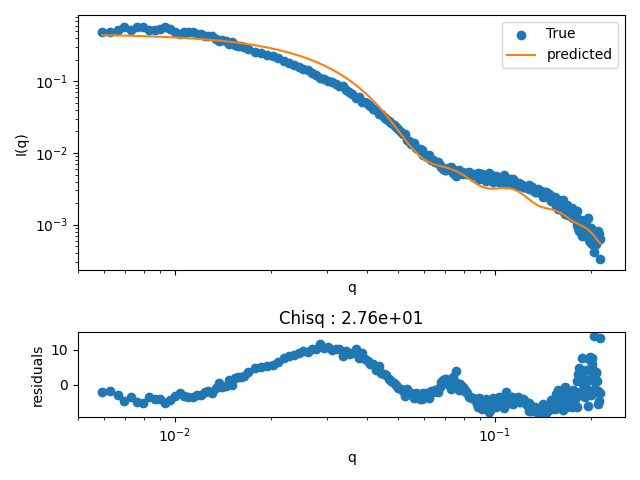 True
predicted
I(q)
10⁻¹
10⁻²
10⁻³
q
Chisq : 2.76e+01
residuals
10
0
10⁻²
10⁻¹
q